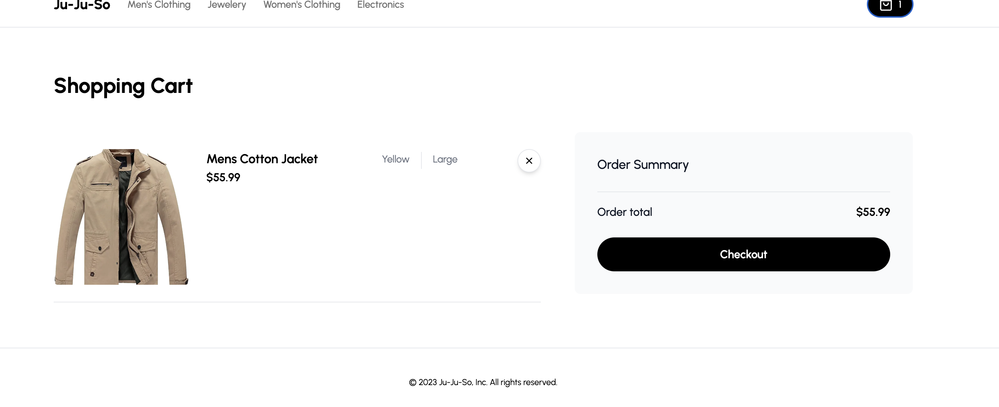 Ju-Ju-So Men's Clothing Jewelery Women's Clothing Electronics 1
Shopping Cart
Mens Cotton Jacket Yellow Large
$55.99
Order Summary
Order total $55.99
Checkout
© 2023 Ju-Ju-So, Inc. All rights reserved.